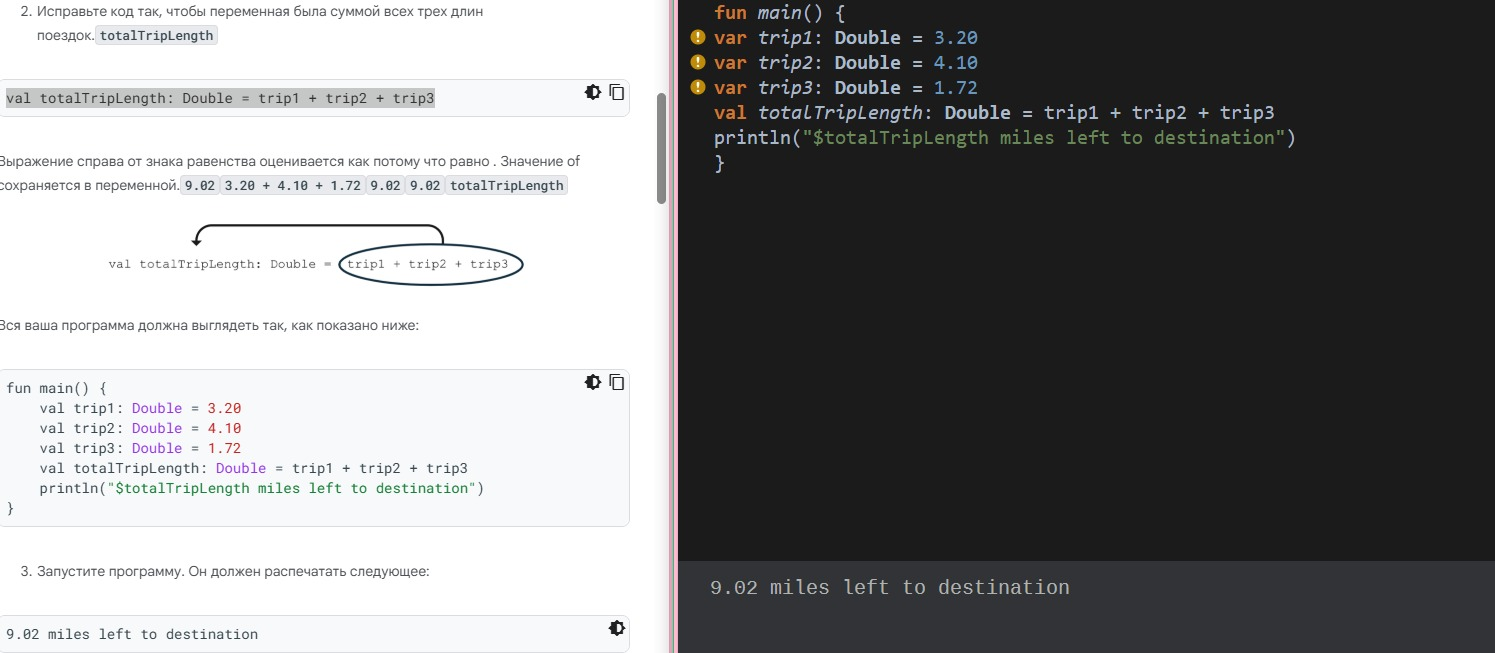 2. Исправьте код так, чтобы переменная была суммой всех трех длин
поездок. totalTripLength
val totalTripLength: Double = trip1 + trip2 + trip3
Выражение справа от знака равенства оценивается как потому что равно . Значение of
сохраняется в переменной. 9.02 3.20 + 4.10 + 1.72 9.02 9.02 totalTripLength
val totalTripLength: Double = trip1 + trip2 + trip3
Вся ваша программа должна выглядеть так, как показано ниже:
fun main() {
    val trip1: Double = 3.20
    val trip2: Double = 4.10
    val trip3: Double = 1.72
    val totalTripLength: Double = trip1 + trip2 + trip3
    println("$totalTripLength miles left to destination")
}
3. Запустите программу. Он должен распечатать следующее:
9.02 miles left to destination
fun main() {
var trip1: Double = 3.20
var trip2: Double = 4.10
var trip3: Double = 1.72
val totalTripLength: Double = trip1 + trip2 + trip3
println("$totalTripLength miles left to destination")
}
9.02 miles left to destination